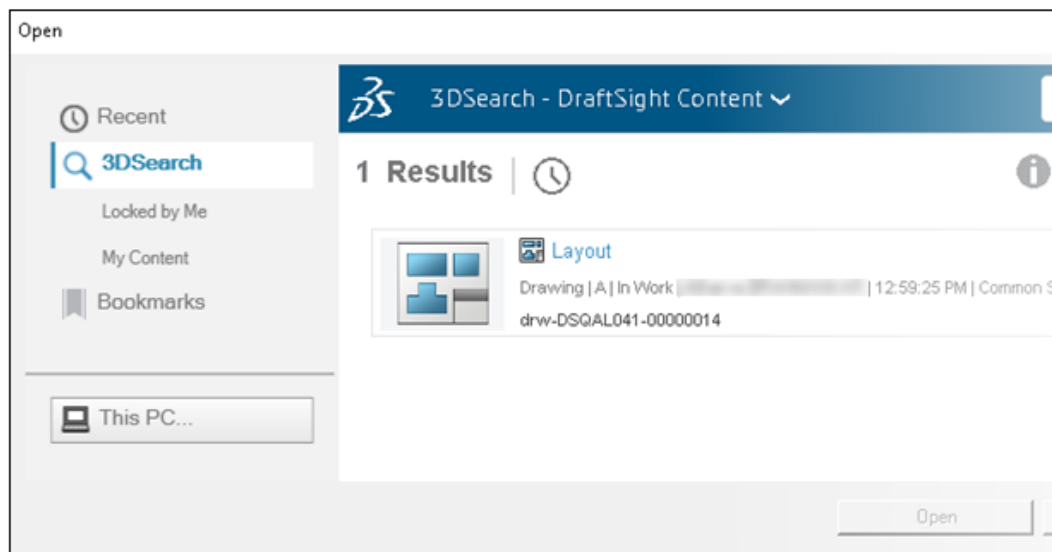 Open
Recent
3DSearch
Locked by Me
My Content
Bookmarks
This PC...
3DSearch - DraftSight Content
1 Results
Layout
Drawing | A | In Work | | 12:59:25 PM | Common S
drw-DSQAL041-00000014
Open